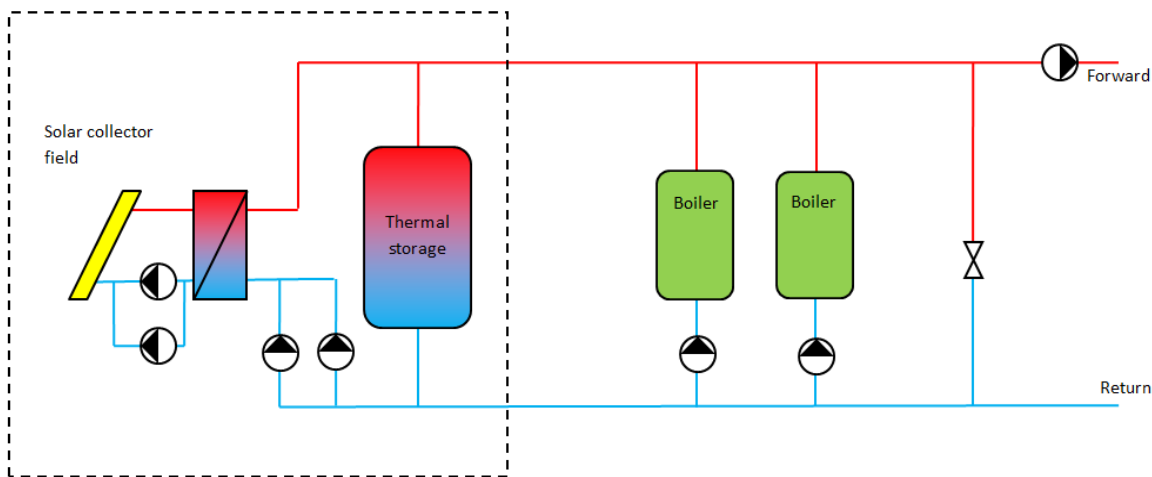 Forward
Solar collector
field
Boiler
Boiler
Thermal
storage
Return